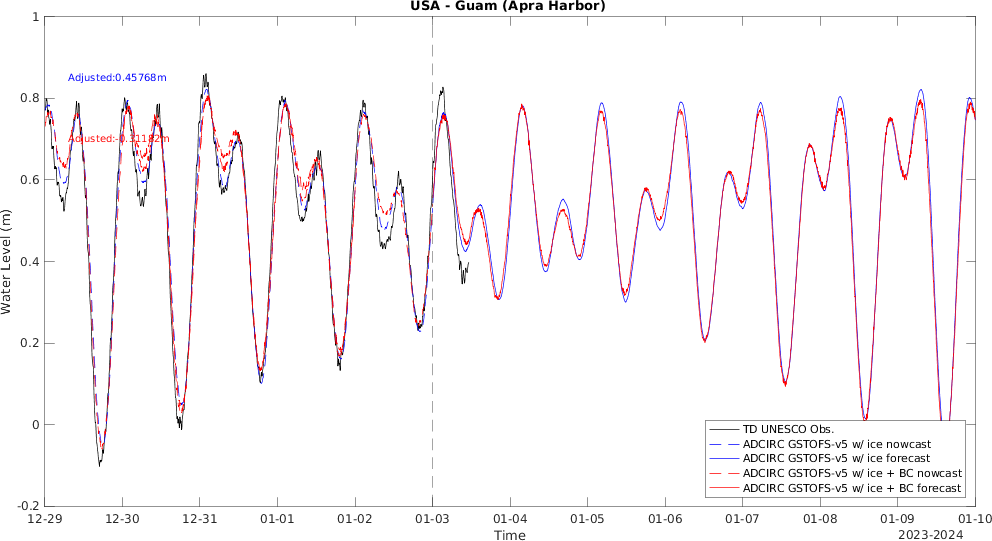 USA - Guam (Apra Harbor)
1
0.8
0.6
0.4
0.2
0
-0.2
Water Level (m)
Adjusted:0.45768m
TD UNESCO Obs.
ADCIRC GSTOFS-v5 w/ ice nowcast
ADCIRC GSTOFS-v5 w/ ice forecast
ADCIRC GSTOFS-v5 w/ ice + BC nowcast
ADCIRC GSTOFS-v5 w/ ice + BC forecast
12-29 12-30 12-31 01-01 01-02 01-03 01-04 01-05 01-06 01-07 01-08 01-09 01-10
Time
2023-2024